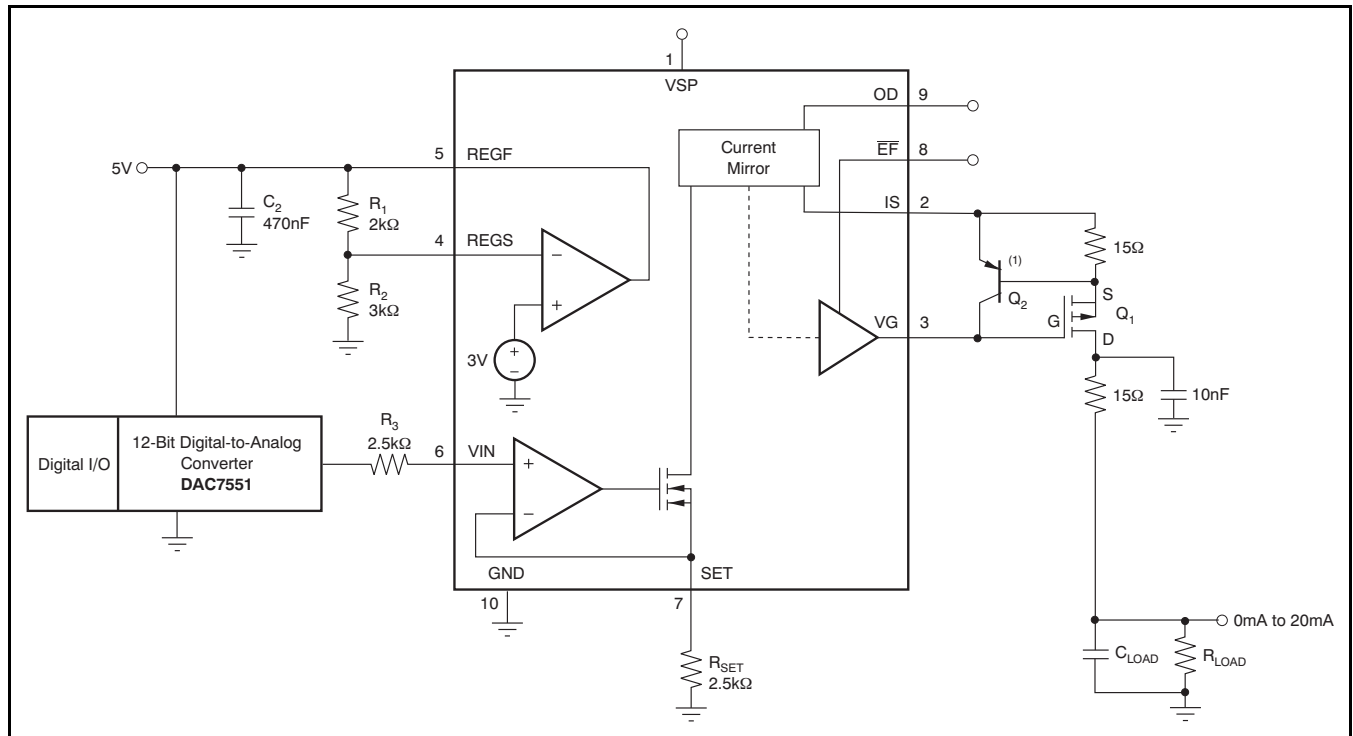 1
VSP
OD 9
EF 8
Current
Mirror
IS 2
5V
5 REGF
C2
470nF
R1
2kΩ
4 REGS
R2
3kΩ
−
+
3V
+
−
15Ω
(1)
Q2
S
G
Q1
D
VG 3
15Ω
10nF
Digital I/O
12-Bit Digital-to-Analog
Converter
DAC7551
R3
2.5kΩ
6 VIN
+
−
GND
SET
10
7
RSET
2.5kΩ
0mA to 20mA
CLOAD
RLOAD